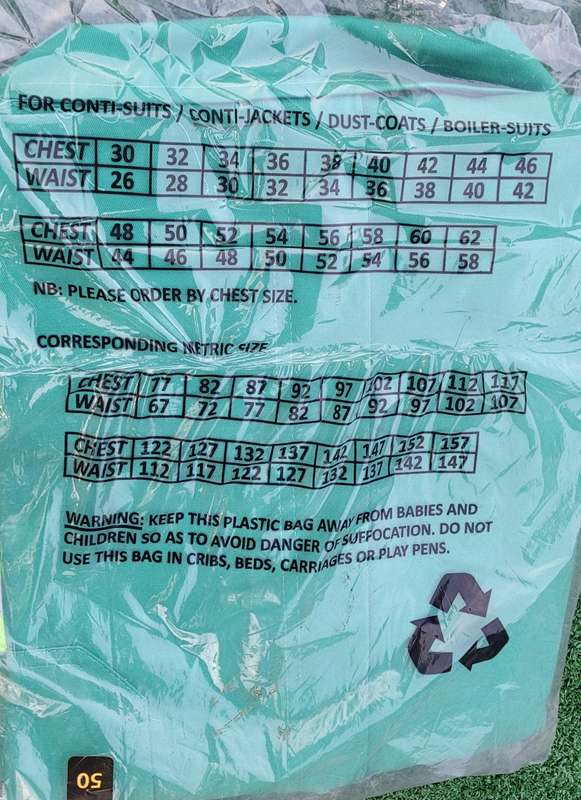 FOR CONTI-SUITS / CONTI-JACKETS / DUST-COATS / BOILER-SUITS
CHEST 30 32 34 36 38 40 42 44 46
WAIST 26 28 30 32 34 36 38 40 42
CHEST 48 50 52 54 56 58 60 62
WAIST 44 46 48 50 52 54 56 58
NB: PLEASE ORDER BY CHEST SIZE.
CORRESPONDING METRIC SIZE
CHEST 77 82 87 92 97 102 107 112 117
WAIST 67 72 77 82 87 92 97 102 107
CHEST 122 127 132 137 142 147 152 157
WAIST 112 117 122 127 132 137 142 147
WARNING: KEEP THIS PLASTIC BAG AWAY FROM BABIES AND
CHILDREN SO AS TO AVOID DANGER OF SUFFOCATION. DO NOT
USE THIS BAG IN CRIBS, BEDS, CARRIAGES OR PLAY PENS.
50